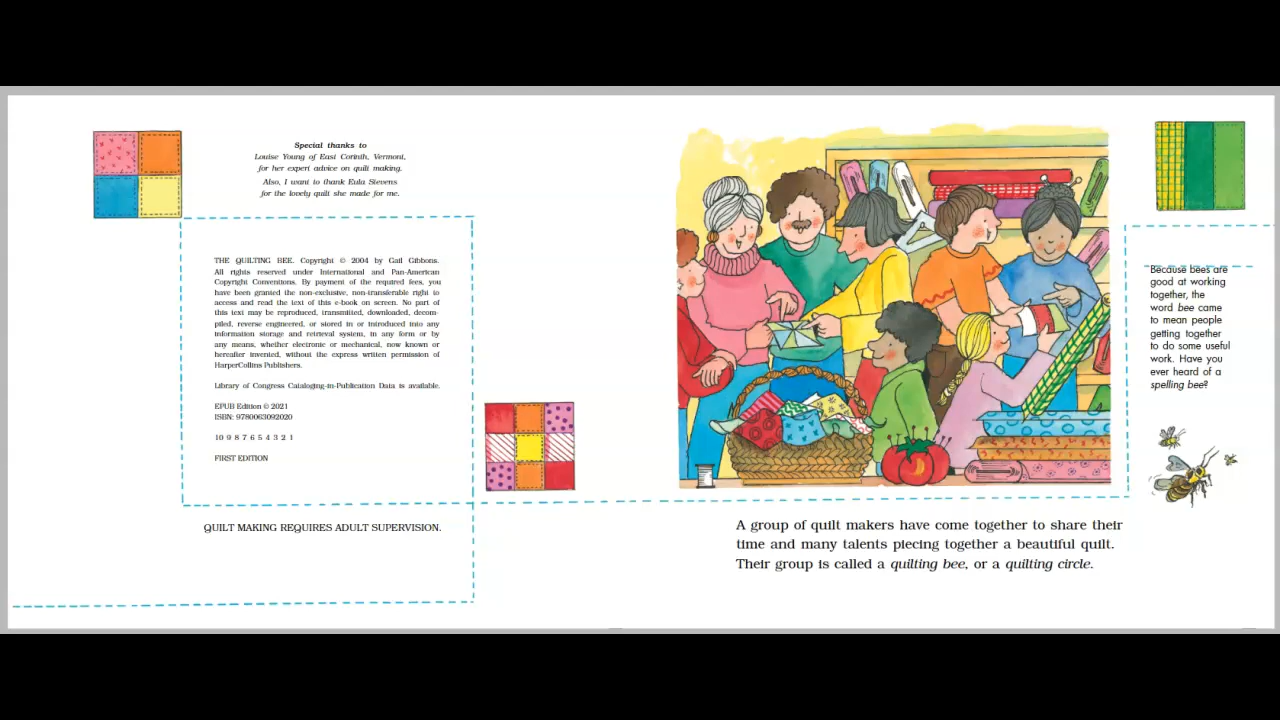 Special thanks to
Louise Young of East Corinth, Vermont,
for her expert advice on quilt making.
Also, I want to thank Eula Stevens
for the lovely quilt she made for me.
THE QUILTING BEE. Copyright © 2004 by Gail Gibbons.
All rights reserved under International and Pan-American
Copyright Conventions. By payment of the required fees, you
have been granted the non-exclusive, non-transferable right to
access and read the text of this e-book on screen. No part of
this text may be reproduced, transmitted, downloaded, decom-
piled, reverse engineered, or stored in or introduced into any
information storage and retrieval system, in any form or by
any means, whether electronic or mechanical, now known or
hereafter invented, without the express written permission of
HarperCollins Publishers.
Library of Congress Cataloging-in-Publication Data is available.
EPUB Edition © 2021
ISBN: 9780063092020
10 9 8 7 6 5 4 3 2 1
FIRST EDITION
QUILT MAKING REQUIRES ADULT SUPERVISION.
A group of quilt makers have come together to share their
time and many talents piecing together a beautiful quilt.
Their group is called a quilting bee, or a quilting circle.
Because bees are
good at working
together, the
word bee came
to mean people
getting together
to do some useful
work. Have you
ever heard of a
spelling bee?